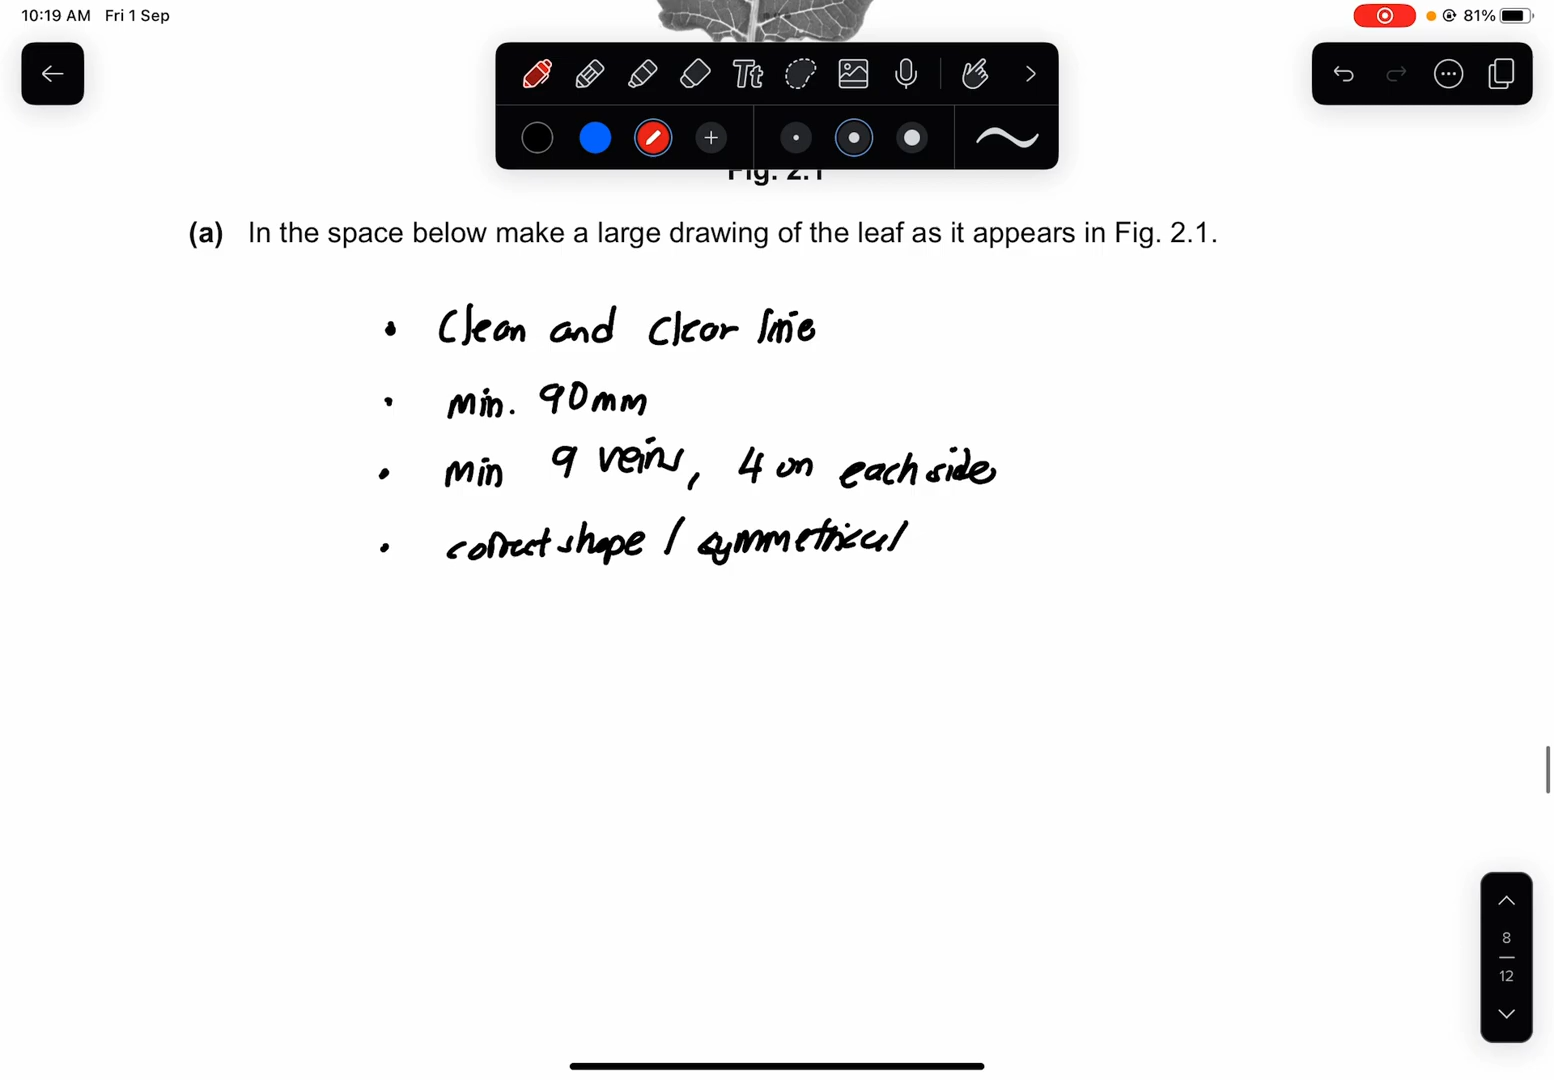 10:19 AM Fri 1 Sep
81%
Tt
Fig. 2.1
(a) In the space below make a large drawing of the leaf as it appears in Fig. 2.1.
• Clean and clear line
• min. 90mm
• min 9 veins, 4 on each side
• correct shape / symmetrical
8
12